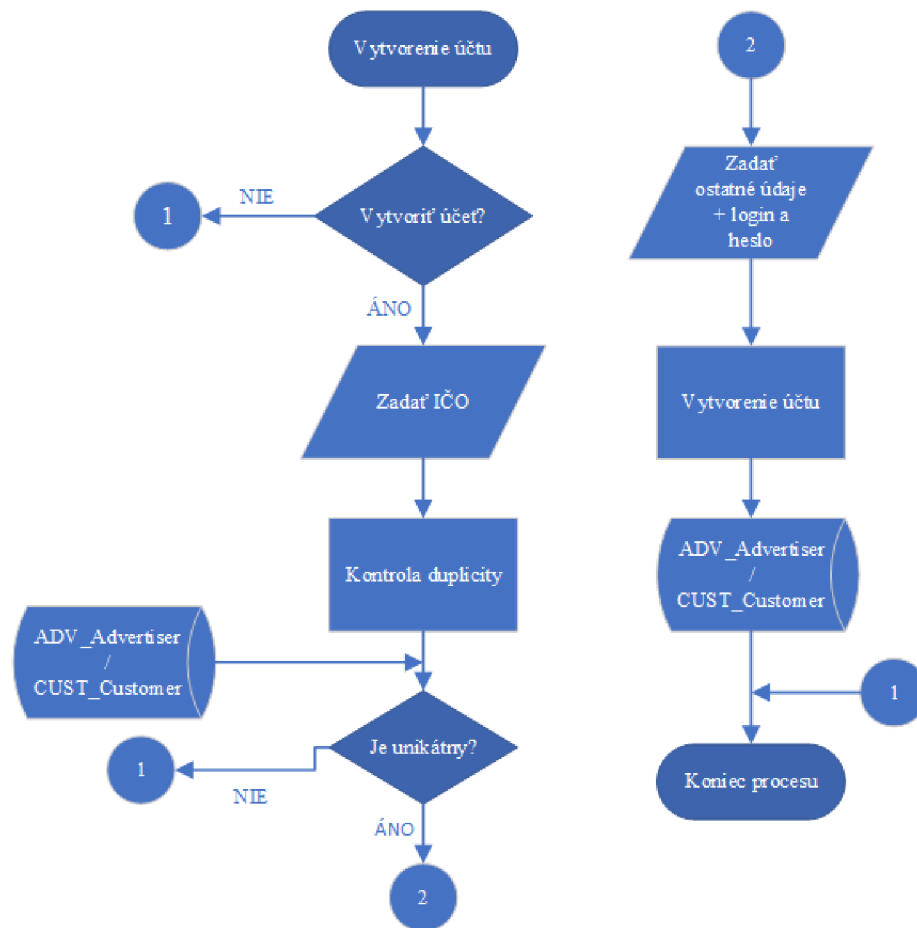 Vytvorenie účtu
Vytvoriť účet?
NIE
1
ÁNO
Zadať IČO
Kontrola duplicity
ADV_Advertiser
/
CUST_Customer
Je unikátny?
1
NIE
ÁNO
2
2
Zadať
ostatné údaje
+ login a
heslo
Vytvorenie účtu
ADV_Advertiser
/
CUST_Customer
1
Koniec procesu